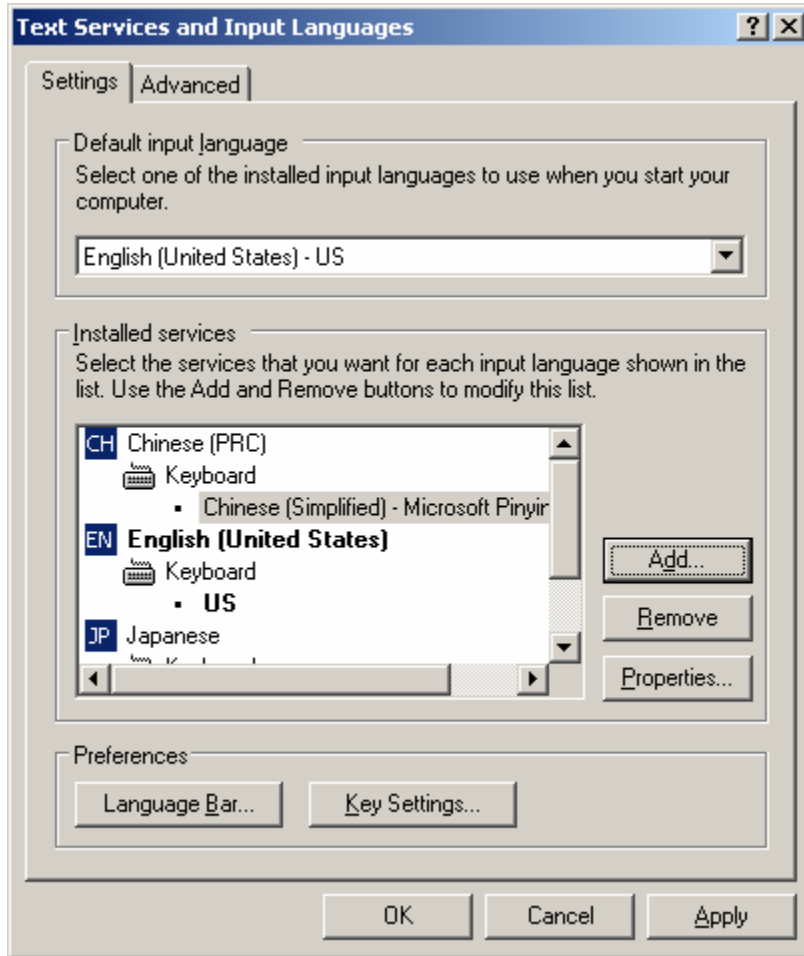 Text Services and Input Languages
Settings
Advanced
Default input language
Select one of the installed input languages to use when you start your
computer.
English (United States) - US
Installed services
Select the services that you want for each input language shown in the
list. Use the Add and Remove buttons to modify this list.
CH Chinese (PRC)
Keyboard
Chinese (Simplified) - Microsoft Pinyin
EN English (United States)
Keyboard
US
JP Japanese
Add...
Remove
Properties...
Preferences
Language Bar...
Key Settings...
OK
Cancel
Apply